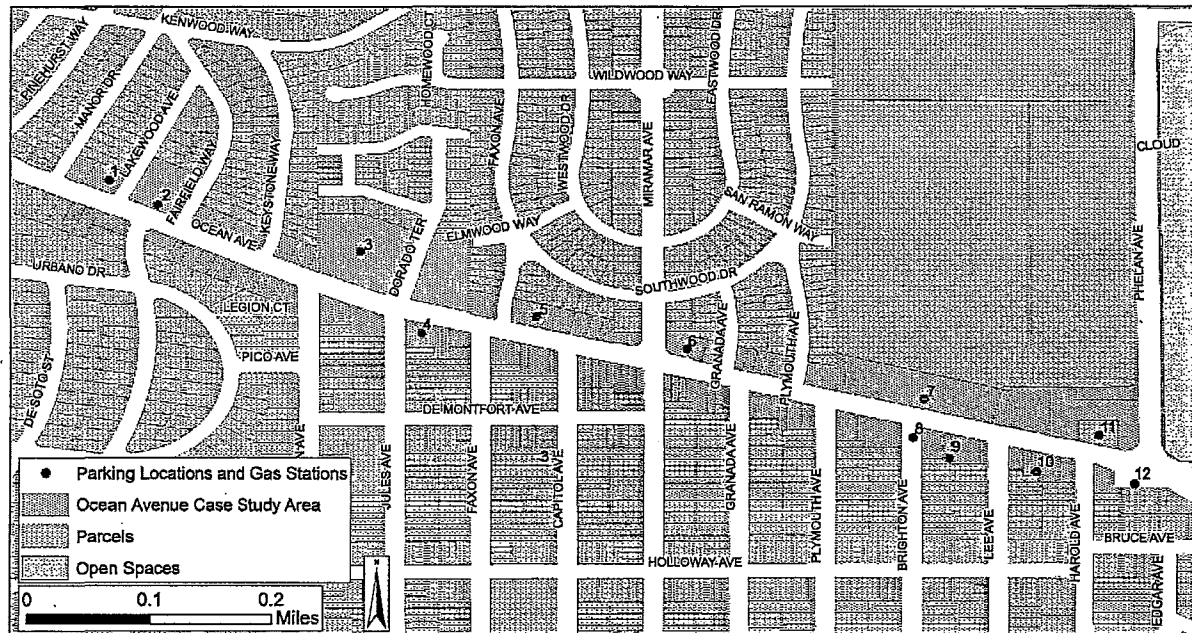 KENWOOD WAY
PINEHURST WAY
MANOR DR
LAKEWOOD AVE
FAIRFIELD WAY
KEYSTONE WAY
HOMEWOOD CT
FAXON AVE
WESTWOOD DR
WILDWOOD WAY
EASTWOOD DR
MIRAMAR AVE
SAN RAMON WAY
CLOUD
PHELAN AVE
1
2
OCEAN AVE
3
DORADO TER
ELMWOOD WAY
SOUTHWOOD DR
URBANO DR
LEGION CT
PICO AVE
DE SOTO ST
4
5
6
GRANADA AVE
PLYMOUTH AVE
7
8
9
10
11
12
DE MONTFORT AVE
JULES AVE
FAXON AVE
CAPITOL AVE
GRANADA AVE
PLYMOUTH AVE
BRIGHTON AVE
LEE AVE
HAROLD AVE
BRUCE AVE
EDGAR AVE
HOLLOWAY AVE
Parking Locations and Gas Stations
Ocean Avenue Case Study Area
Parcels
Open Spaces
0 0.1 0.2
Miles